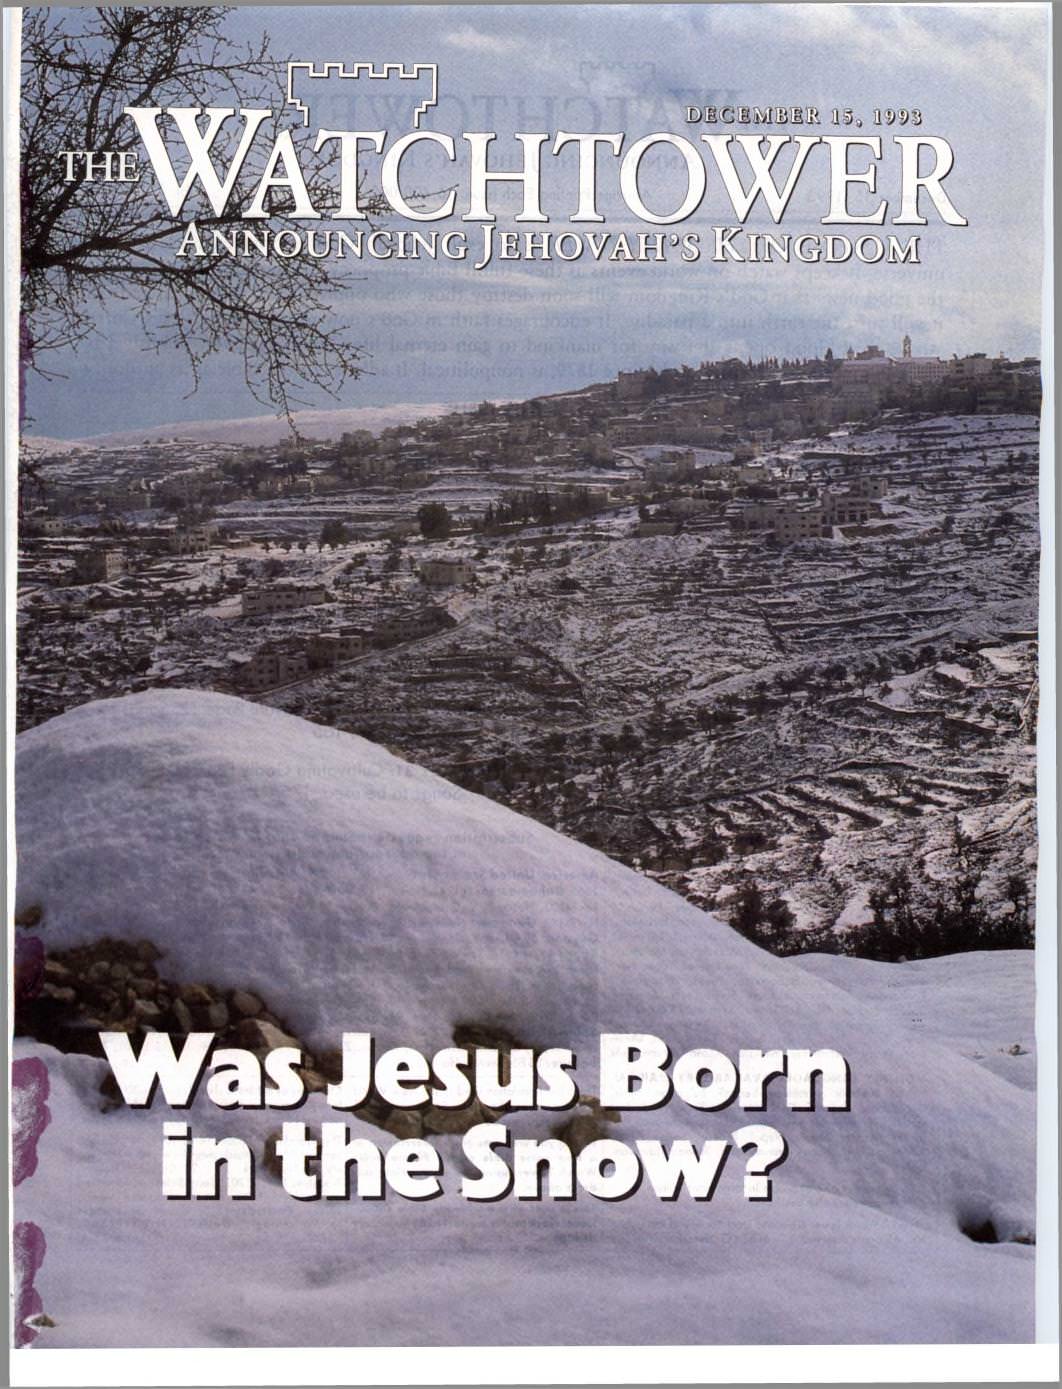 DECEMBER 15, 1993
THE WATCHTOWER
ANNOUNCING JEHOVAH'S KINGDOM
Was Jesus Born
in the Snow?